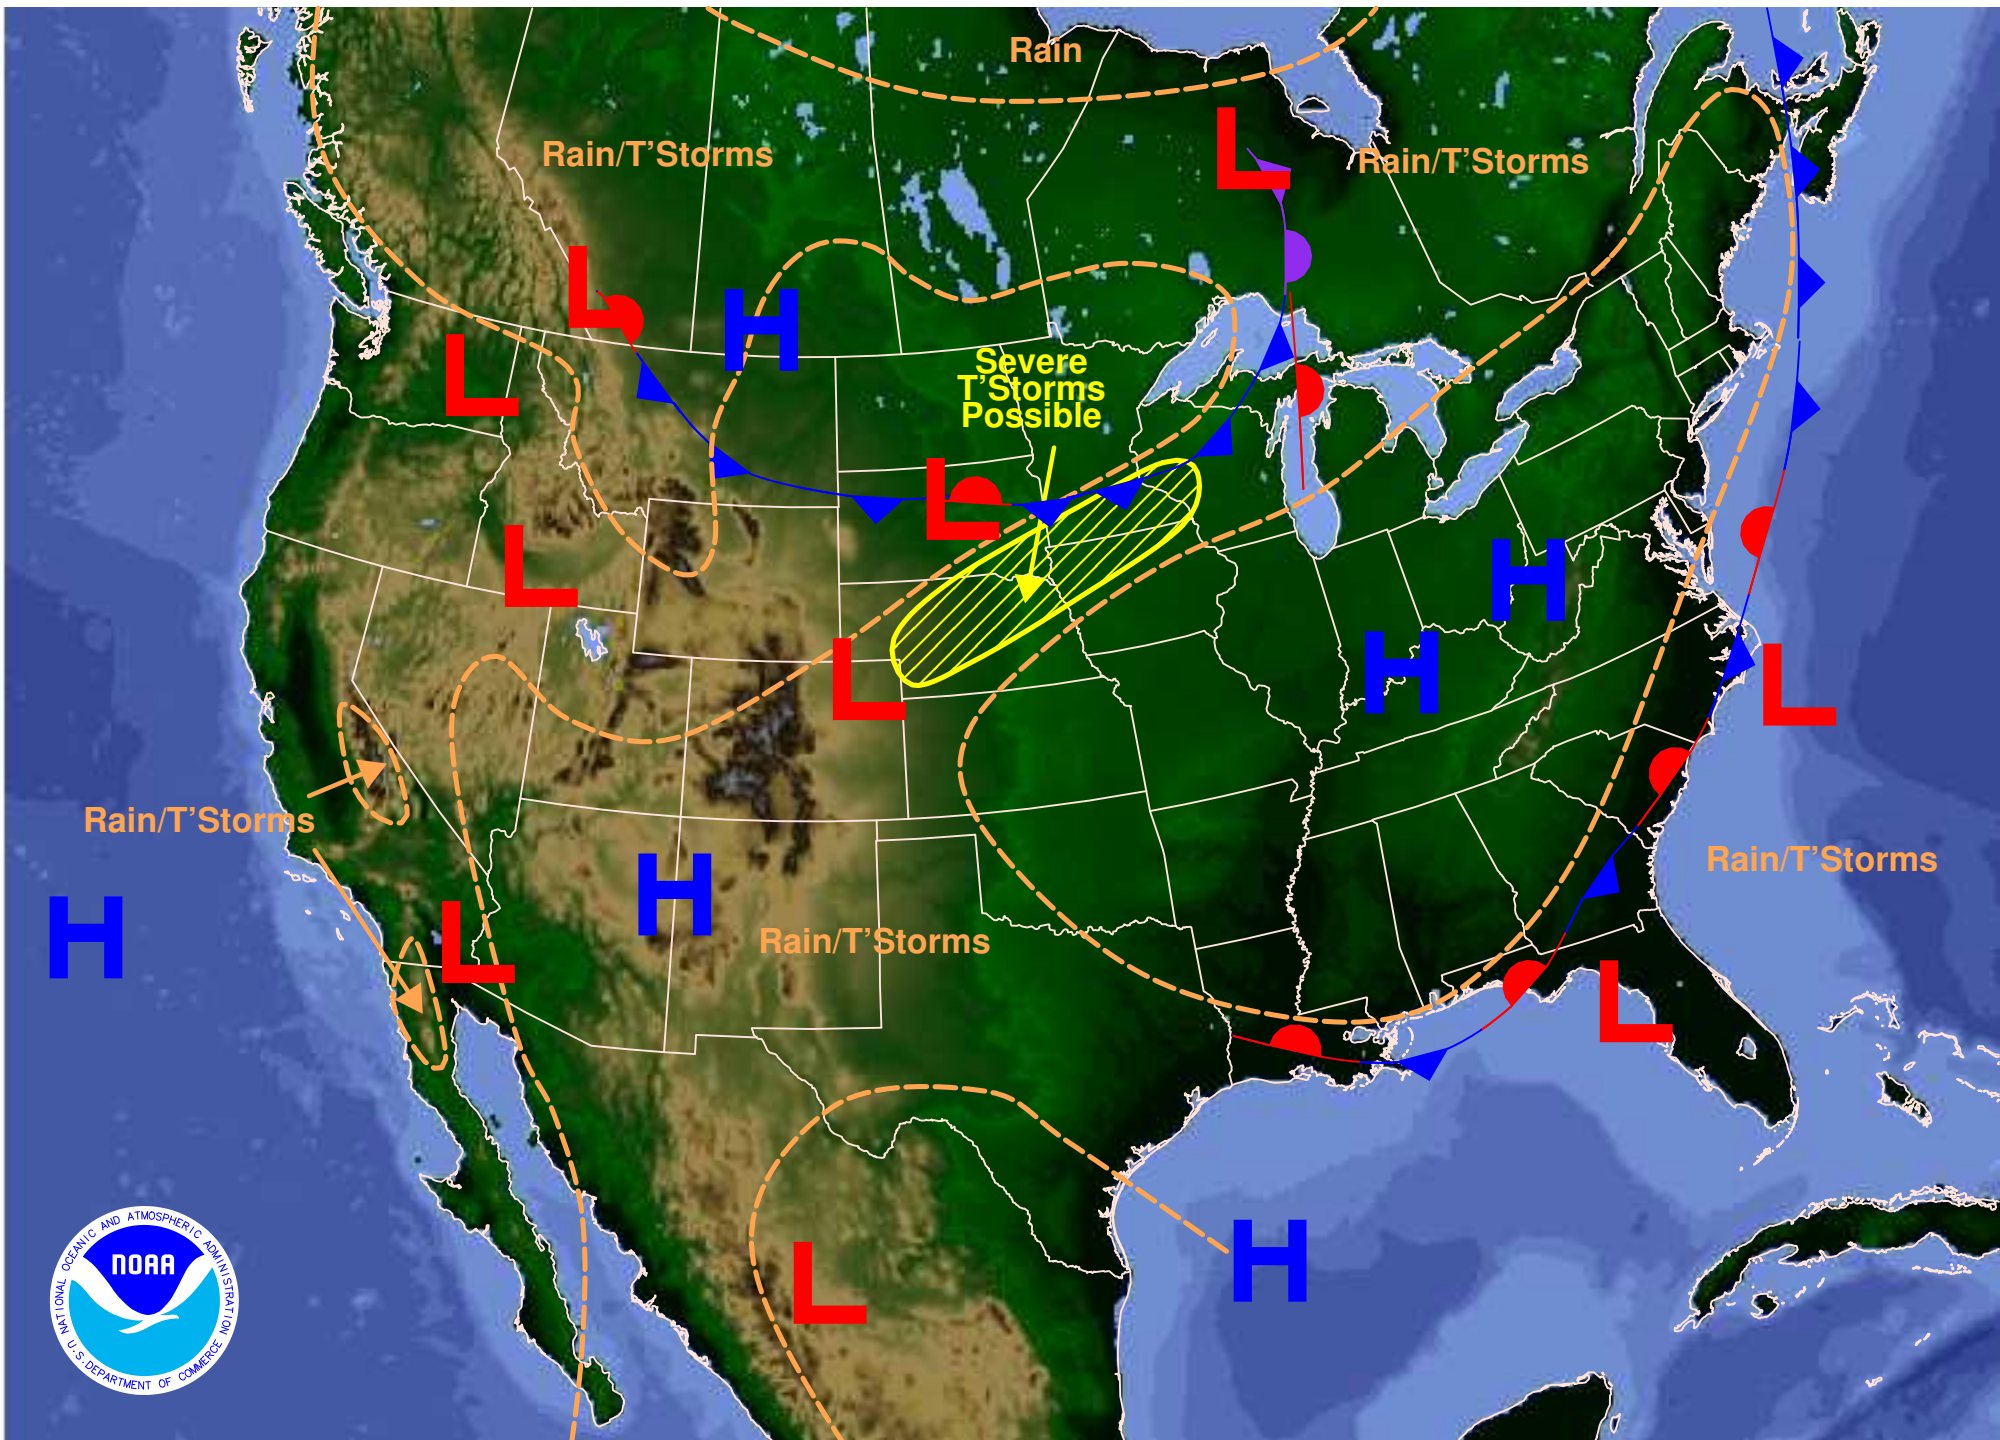 Rain
Rain/T'Storms
Rain/T'Storms
L
L
H
L
Severe
T'Storms
Possible
L
L
L
H
H
L
L
Rain/T'Storms
Rain/T'Storms
H
H
L
Rain/T'Storms
L
H
L
NATIONAL OCEANIC AND ATMOSPHERIC ADMINISTRATION
NOAA
U.S. DEPARTMENT OF COMMERCE